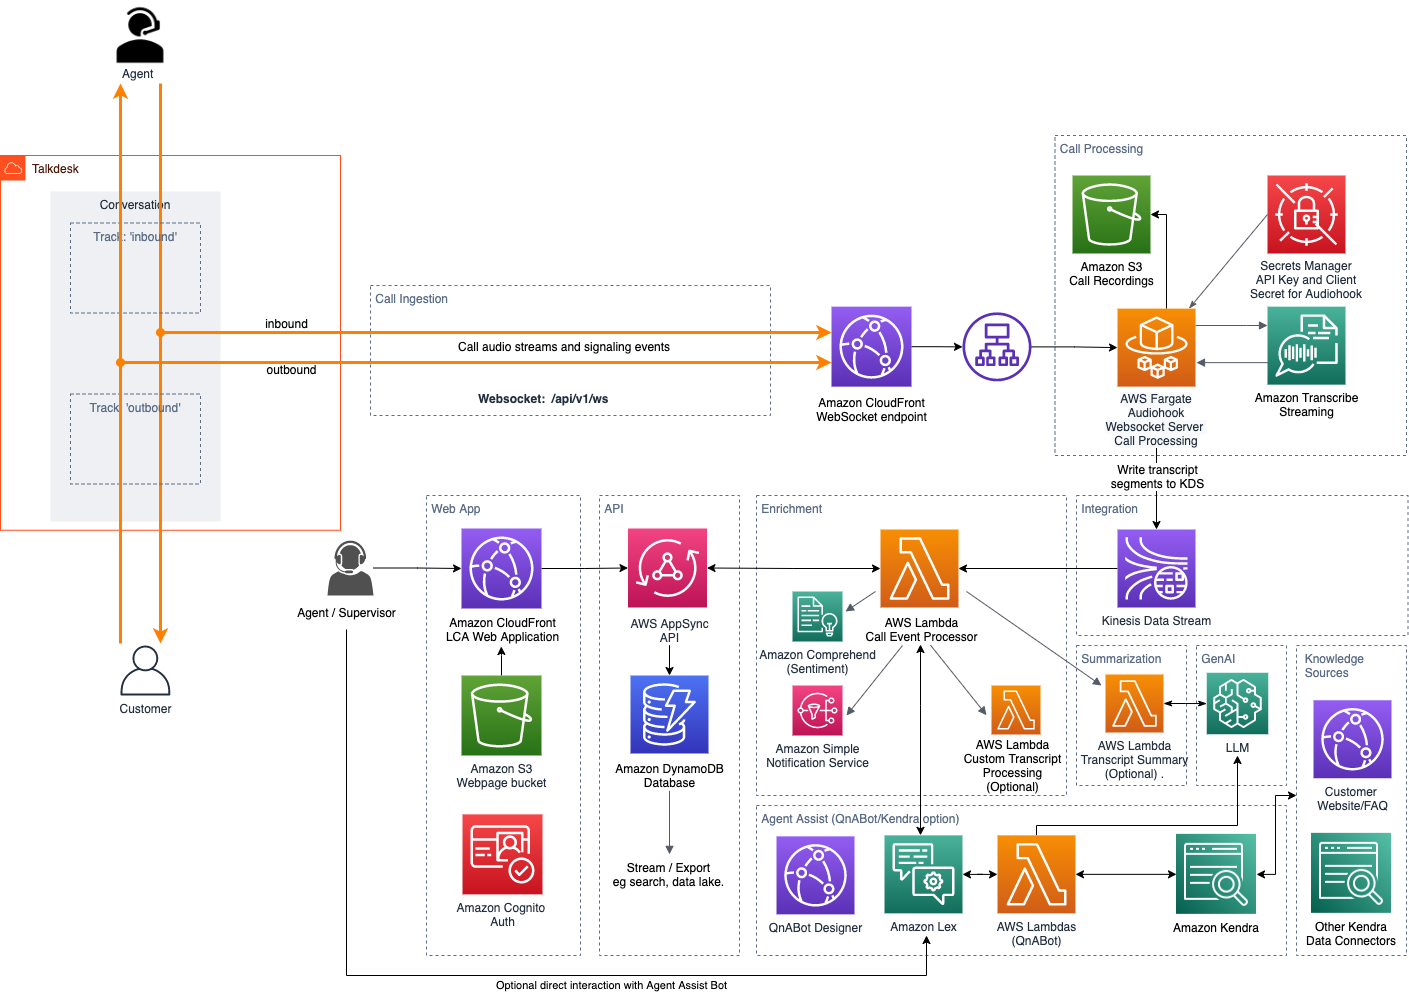 Agent
Talkdesk
Conversation
Track: 'inbound'
Track: 'outbound'
Customer
inbound
outbound
Call Ingestion
Call audio streams and signaling events
Websocket: /api/v1/ws
Amazon CloudFront
WebSocket endpoint
Call Processing
Amazon S3
Call Recordings
Secrets Manager
API Key and Client
Secret for Audiohook
AWS Fargate
Audiohook
Websocket Server
Call Processing
Amazon Transcribe
Streaming
Write transcript
segments to KDS
Agent / Supervisor
Web App
Amazon CloudFront
LCA Web Application
Amazon S3
Webpage bucket
Amazon Cognito
Auth
API
AWS AppSync
API
Amazon DynamoDB
Database
Stream / Export
eg search, data lake.
Enrichment
AWS Lambda
Call Event Processor
Amazon Comprehend
(Sentiment)
Amazon Simple
Notification Service
AWS Lambda
Custom Transcript
Processing
(Optional)
Integration
Kinesis Data Stream
Summarization
AWS Lambda
Transcript Summary
(Optional) .
GenAI
LLM
Knowledge
Sources
Customer
Website/FAQ
Other Kendra
Data Connectors
Agent Assist (QnABot/Kendra option)
QnABot Designer
Amazon Lex
AWS Lambdas
(QnABot)
Amazon Kendra
Optional direct interaction with Agent Assist Bot